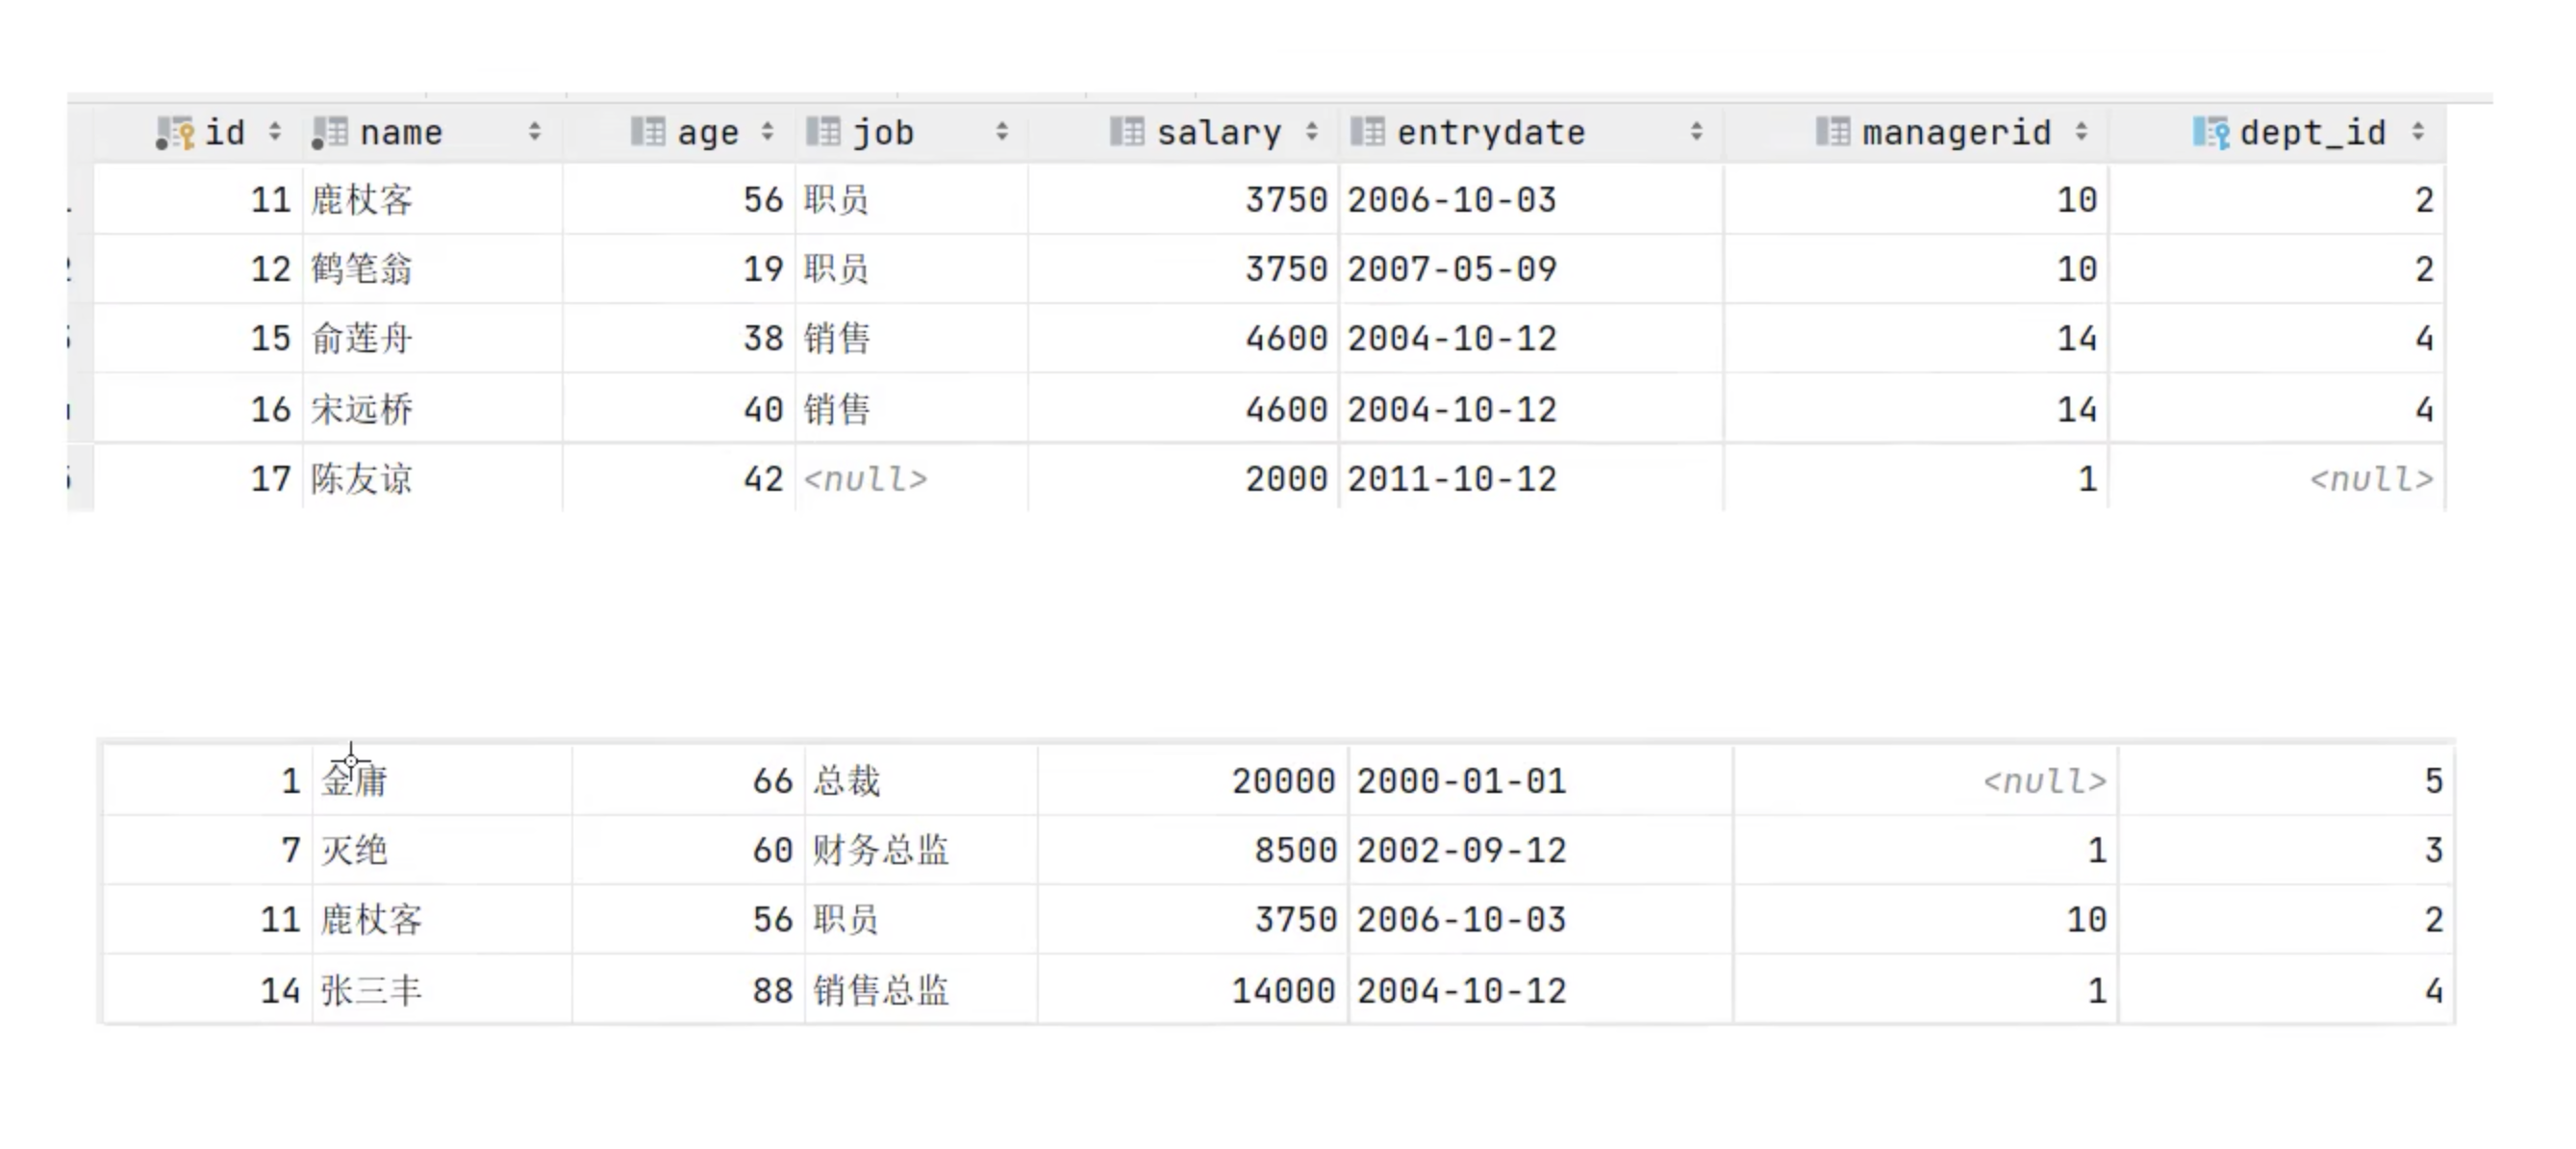 id name age job salary entrydate managerid dept_id
11 鹿杖客 56 职员 3750 2006-10-03 10 2
12 鹤笔翁 19 职员 3750 2007-05-09 10 2
15 俞莲舟 38 销售 4600 2004-10-12 14 4
16 宋远桥 40 销售 4600 2004-10-12 14 4
17 陈友谅 42 <null> 2000 2011-10-12 1 <null>
1 金庸 66 总裁 20000 2000-01-01 <null> 5
7 灭绝 60 财务总监 8500 2002-09-12 1 3
11 鹿杖客 56 职员 3750 2006-10-03 10 2
14 张三丰 88 销售总监 14000 2004-10-12 1 4